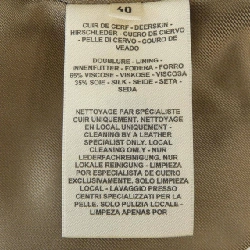 40
CUIR DE CERF - DEERSKIN -
HIRSCHLEDER - CUERO DE CIERVO
- PELLE DI CERVO - COURO DE
VEADO
DOUBLURE - LINING -
INNENFUTTER - FODERA - FORRO
65% VISCOSE - VISKOSE - VISCOSA
35% SOIE - SILK - SEIDE - SETA -
SEDA
NETTOYAGE PAR SPÉCIALISTE
CUIR UNIQUEMENT. NETTOYAGE
EN LOCAL UNIQUEMENT -
CLEANING BY A LEATHER
SPECIALIST ONLY. LOCAL
CLEANING ONLY - NUR
LEDERFACHREINIGUNG. NUR
LOKALE REINIGUNG - LIMPIEZA
POR ESPECIALISTA DE CUERO
EXCLUSIVAMENTE. SOLO LIMPIEZA
LOCAL - LAVAGGIO PRESSO
CENTRI SPECIALIZZATI PER LA
PELLE. SOLO PULIZIA LOCALE -
LIMPEZA APENAS POR